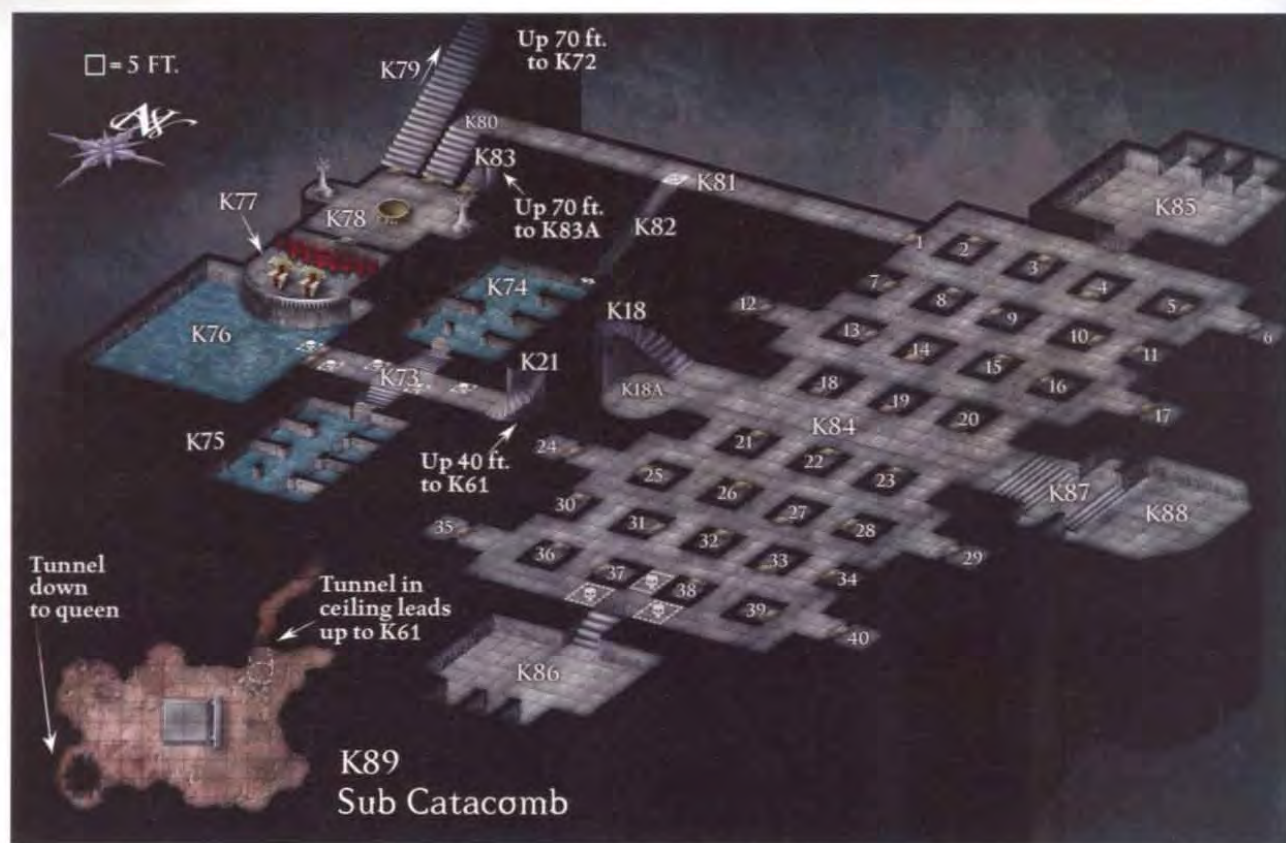 □ = 5 FT.
K79
Up 70 ft.
to K72
K80
K83
K81
K85
K77
K78
Up 70 ft.
to K83A
K82
1
2
3
4
5
6
7
8
9
10
11
12
13
14
15
16
17
K74
K18
K76
K21
K73
K18A
18
19
20
K84
K75
Up 40 ft.
to K61
21
22
23
24
25
26
27
28
29
K87
K88
30
31
32
33
34
35
36
37
38
39
40
K86
Tunnel
down
to queen
Tunnel in
ceiling leads
up to K61
K89
Sub Catacomb